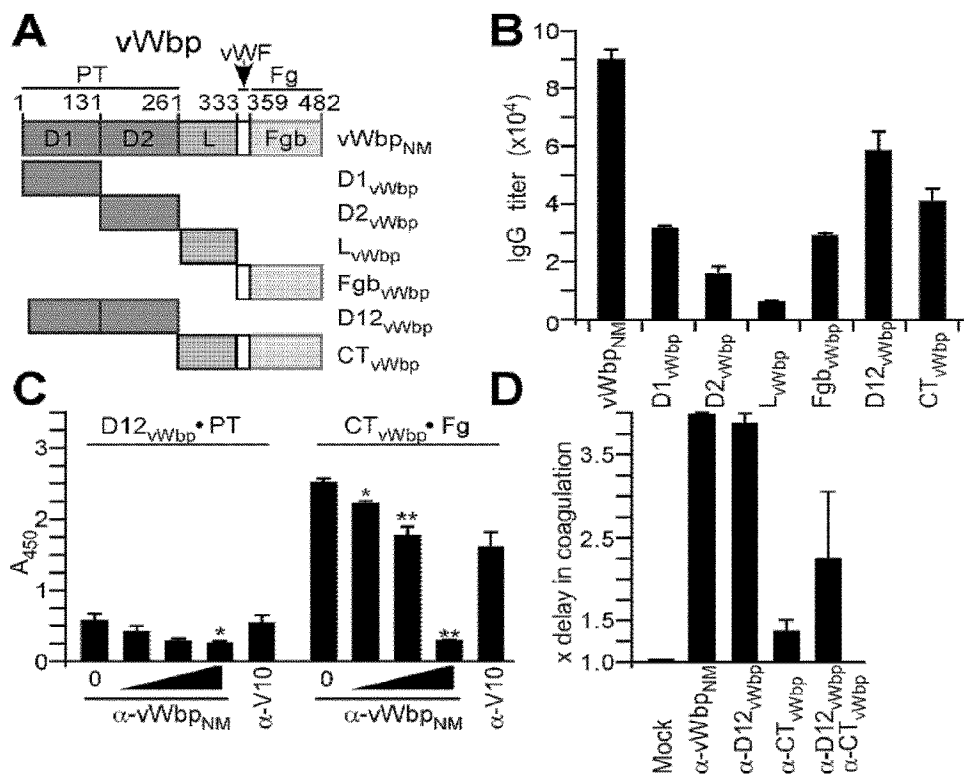 A
vWbp
vWF
PT
Fg
1 131 261 333 359 482
D1 D2 L Fgb vWbpNM
D1vWbp
D2vWbp
LvWbp
FgbvWbp
D12vWbp
CTvWbp
B
IgG titer (x10⁴)
10
8
6
4
2
0
vWbpNM
D1vWbp
D2vWbp
LvWbp
FgbvWbp
D12vWbp
CTvWbp
C
D12vWbp • PT
CTvWbp • Fg
A450
3
2
1
0
*
*
**
**
0
α-vWbpNM
α-V10
0
α-vWbpNM
α-V10
D
x delay in coagulation
3.5
2.5
1.5
1.0
Mock
α-vWbpNM
α-D12vWbp
α-CTvWbp
α-D12vWbp
α-CTvWbp